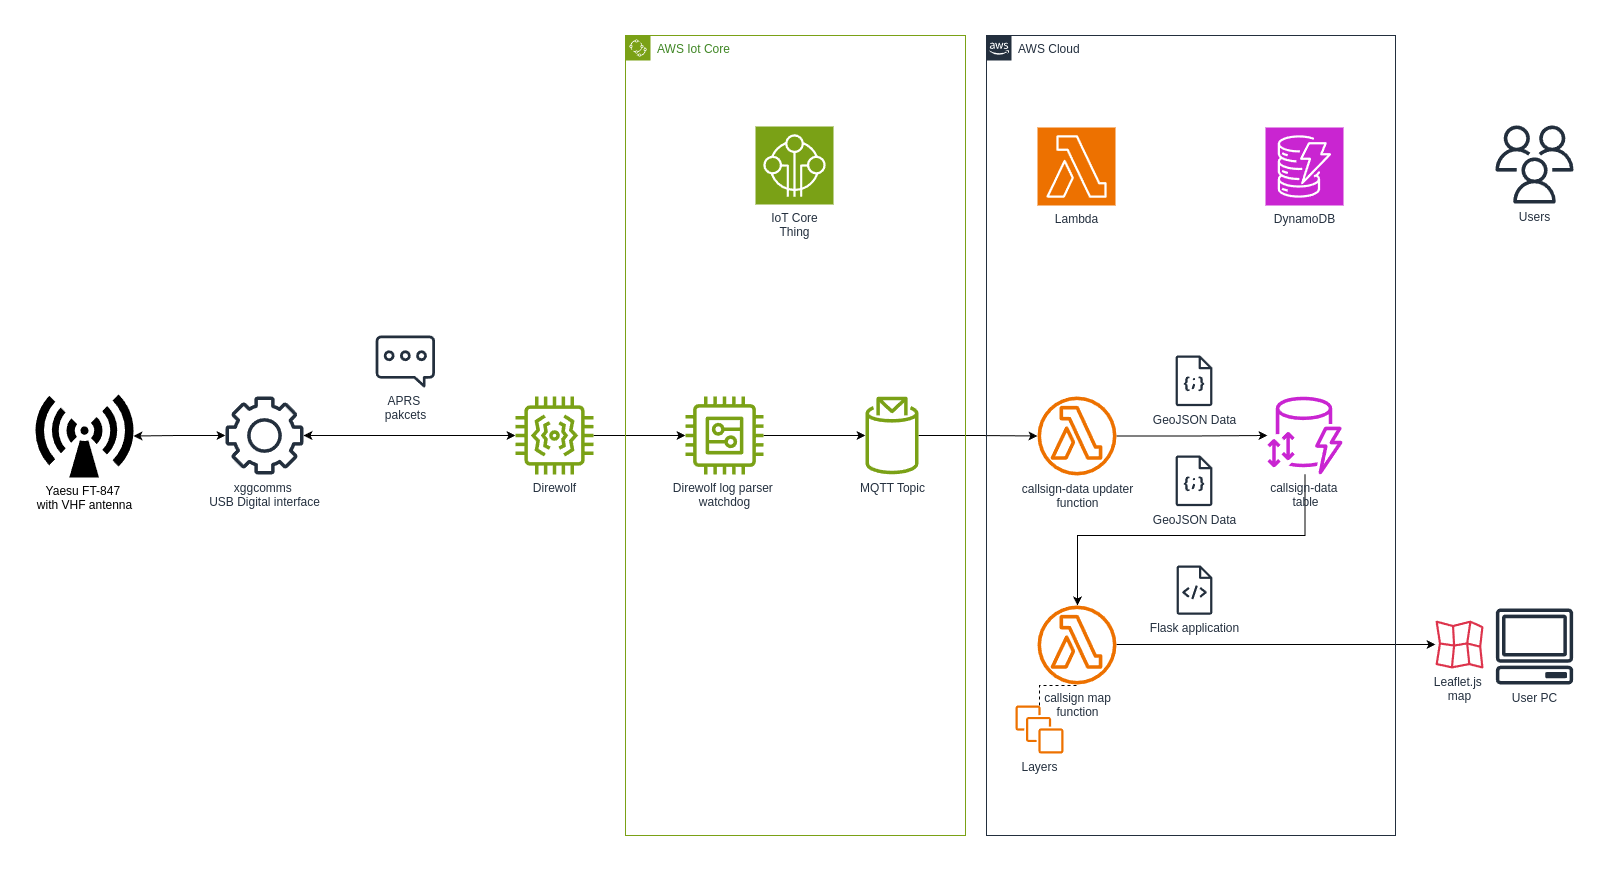 AWS Iot Core
aws
AWS Cloud
IoT Core
Thing
Lambda
DynamoDB
Users
APRS
pakcets
GeoJSON Data
Yaesu FT-847
with VHF antenna
xggcomms
USB Digital interface
Direwolf
Direwolf log parser
watchdog
MQTT Topic
callsign-data updater
function
callsign-data
table
GeoJSON Data
Flask application
callsign map
function
Layers
Leaflet.js
map
User PC